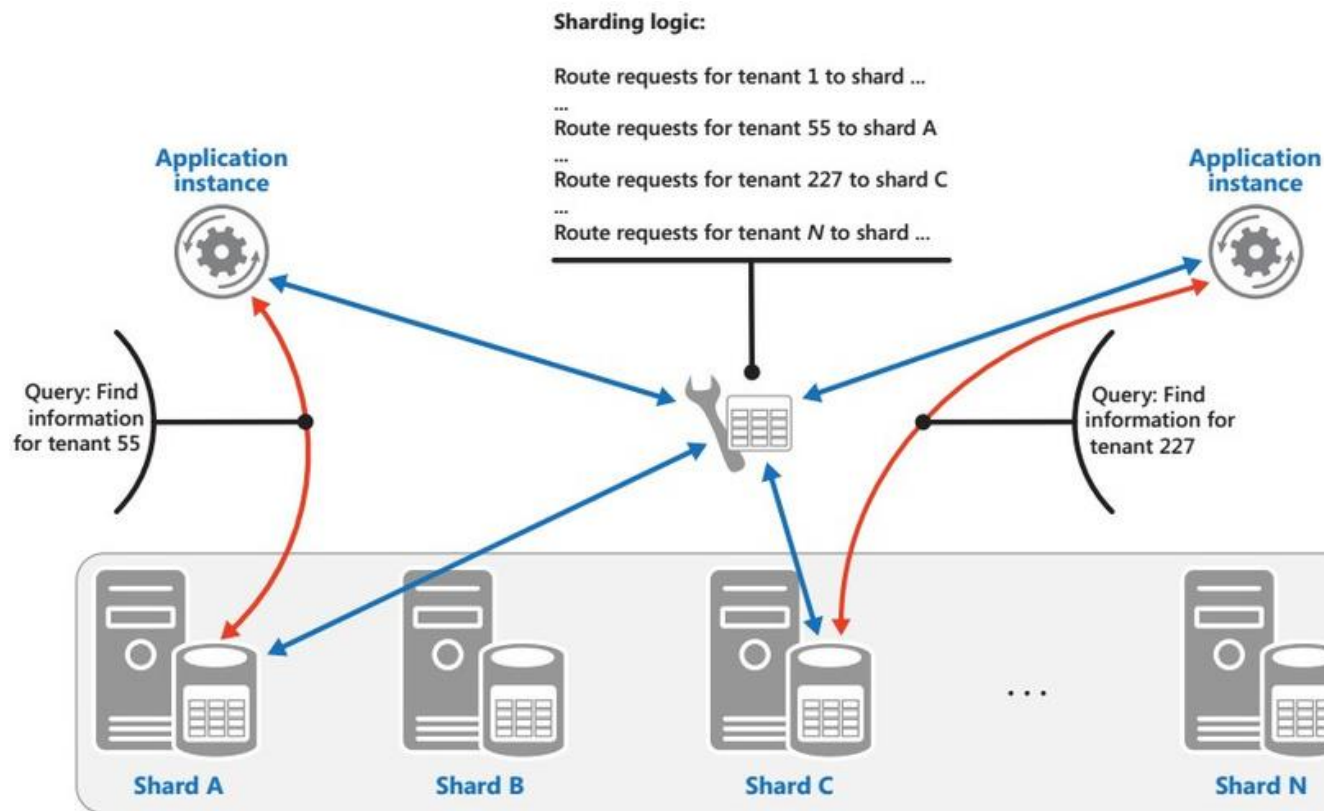 Sharding logic:
Route requests for tenant 1 to shard ...
...
Route requests for tenant 55 to shard A
...
Route requests for tenant 227 to shard C
...
Route requests for tenant N to shard ...
Application
instance
Application
instance
Query: Find
information
for tenant 55
Query: Find
information for
tenant 227
...
Shard A
Shard B
Shard C
Shard N